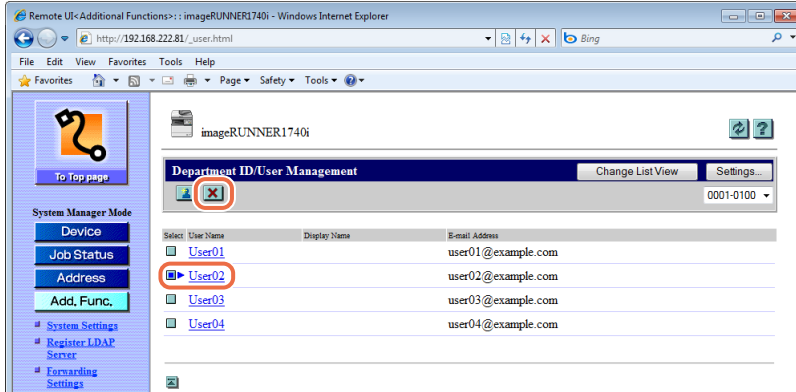 Remote UI<Additional Functions>: : imageRUNNER1740i - Windows Internet Explorer
http://192.168.222.81/_user.html
Bing
File Edit View Favorites Tools Help
Favorites Page Safety Tools
imageRUNNER1740i
To Top page
Department ID/User Management Change List View Settings...
0001-0100
System Manager Mode
Device
Job Status
Address
Add. Func.
System Settings
Register LDAP
Server
Forwarding
Settings
Select User Name Display Name E-mail Address
User01 user01@example.com
User02 user02@example.com
User03 user03@example.com
User04 user04@example.com